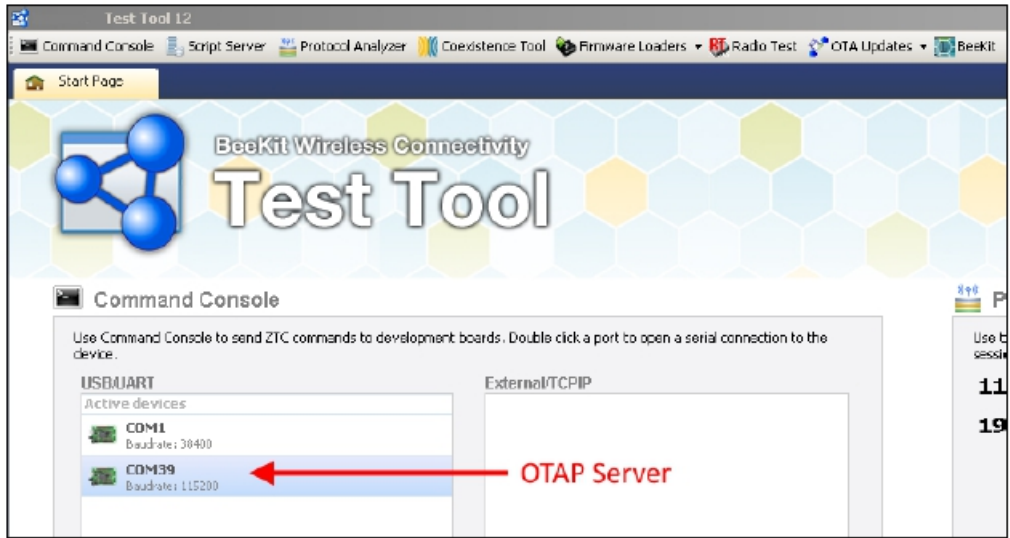 Test Tool 12
Command Console Script Server Protocol Analyzer Coexistence Tool Firmware Loaders Radio Test OTA Updates BeeKit
Start Page
BeeKit Wireless Connectivity
Test Tool
Command Console
P
Use Command Console to send ZTC commands to development boards. Double click a port to open a serial connection to the
device.
Use b
sessi
USB/UART
External/TCPIP
Active devices
11
COM1
Baudrate: 38400
19
COM39
Baudrate: 115200
OTAP Server